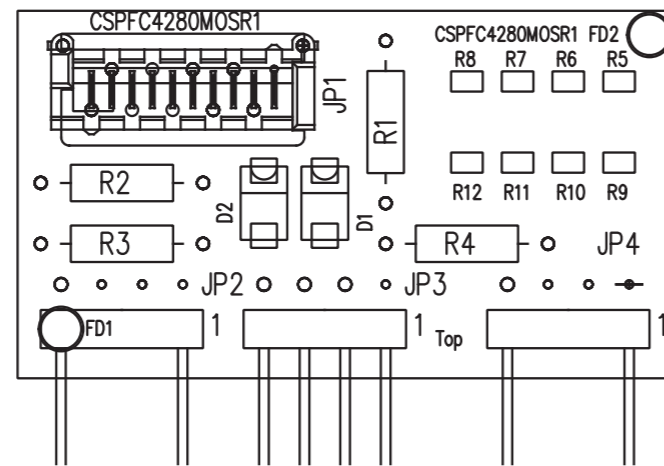 CSPFC4280MOSR1
CSPFC4280MOSR1 FD2
R8 R7 R6 R5
JP1
R1
R12 R11 R10 R9
R2
D2
D1
R3
R4
JP4
JP2
JP3
FD1
1
1
Top
1